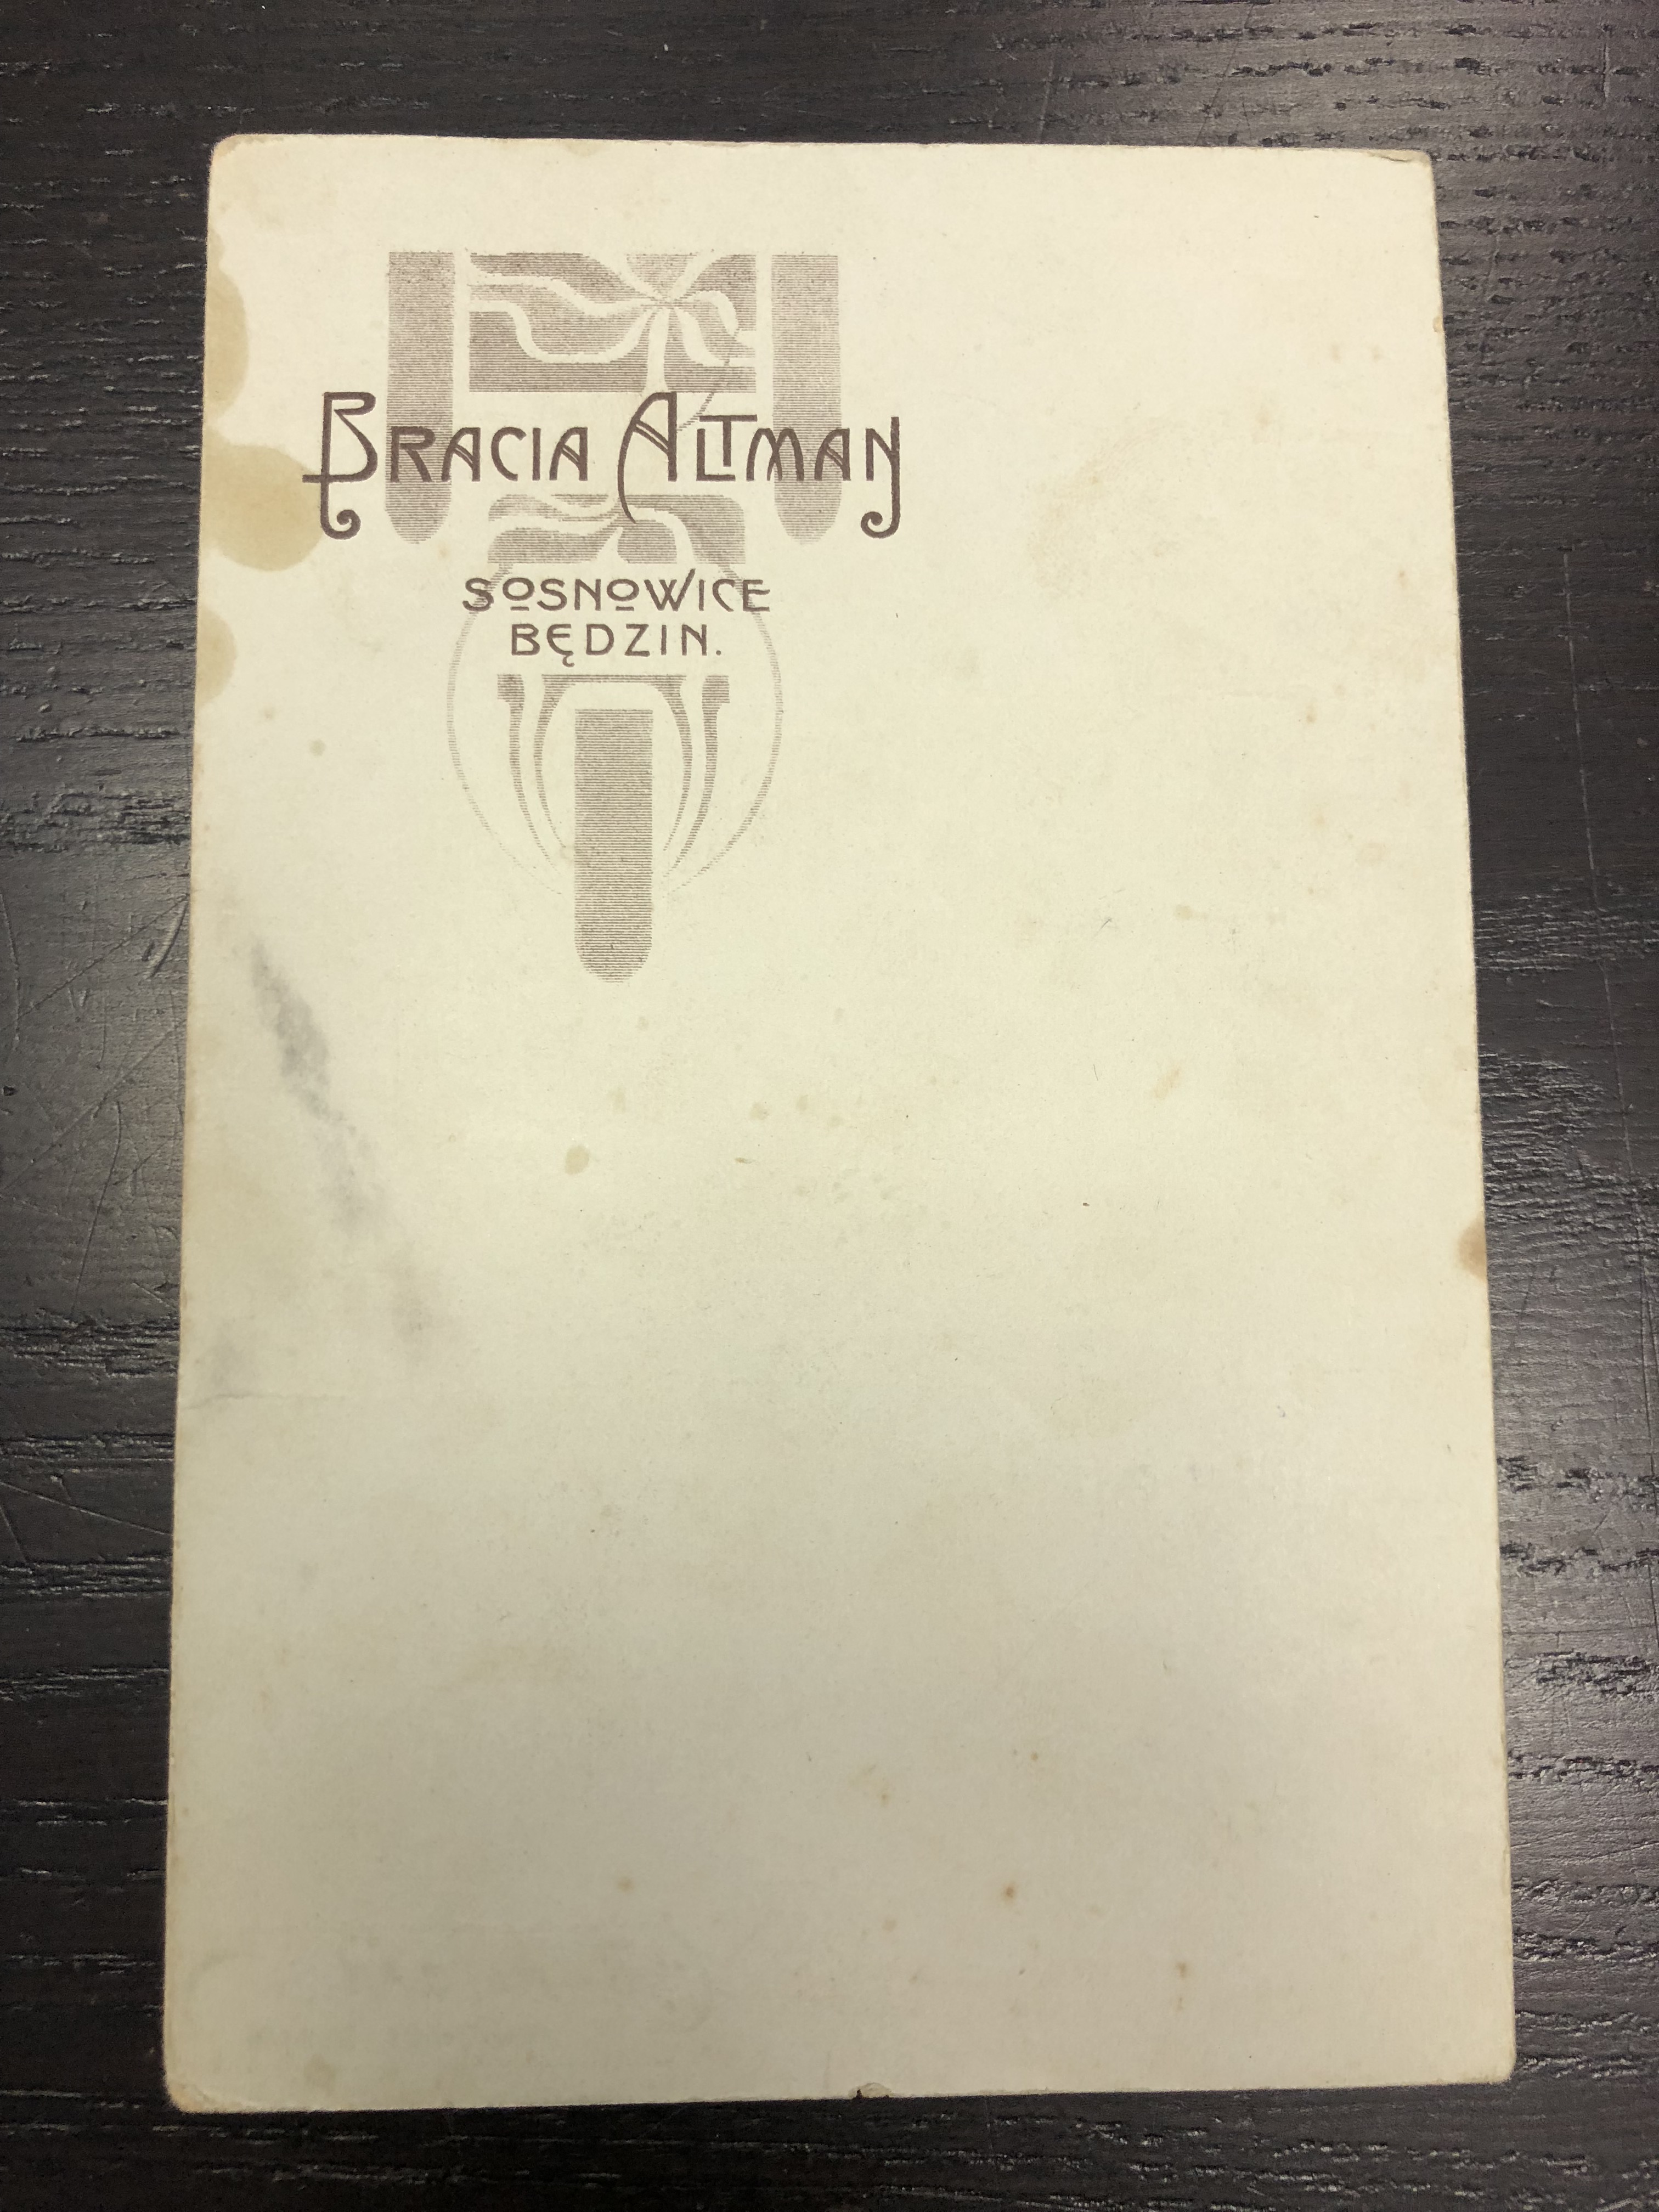 BRACIA ALTMAN
SOSNOWICE
BĘDZIN.